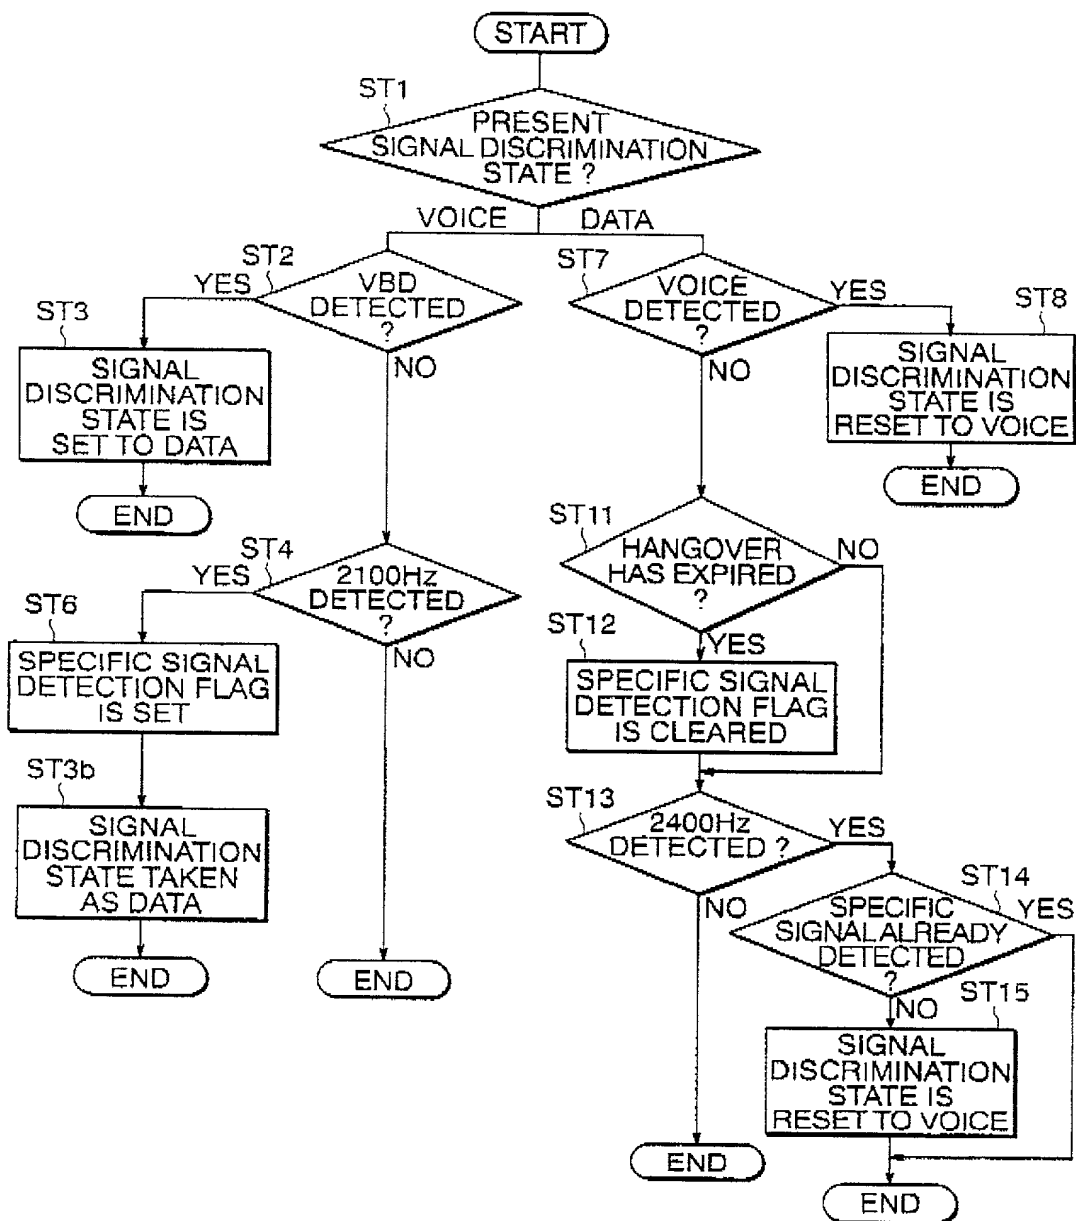 START
ST1
PRESENT
SIGNAL DISCRIMINATION
STATE ?
VOICE
DATA
ST2
YES
VBD
DETECTED
?
NO
ST3
SIGNAL
DISCRIMINATION
STATE IS
SET TO DATA
END
ST4
YES
2100Hz
DETECTED
?
NO
ST6
SPECIFIC SIGNAL
DETECTION FLAG
IS SET
ST3b
SIGNAL
DISCRIMINATION
STATE TAKEN
AS DATA
END
END
ST7
VOICE
DETECTED
?
YES
NO
ST8
SIGNAL
DISCRIMINATION
STATE IS
RESET TO VOICE
END
ST11
HANGOVER
HAS EXPIRED
?
NO
YES
ST12
SPECIFIC SIGNAL
DETECTION FLAG
IS CLEARED
ST13
2400Hz
DETECTED ?
YES
NO
ST14
SPECIFIC
SIGNAL ALREADY
DETECTED
?
YES
NO
ST15
SIGNAL
DISCRIMINATION
STATE IS
RESET TO VOICE
END
END